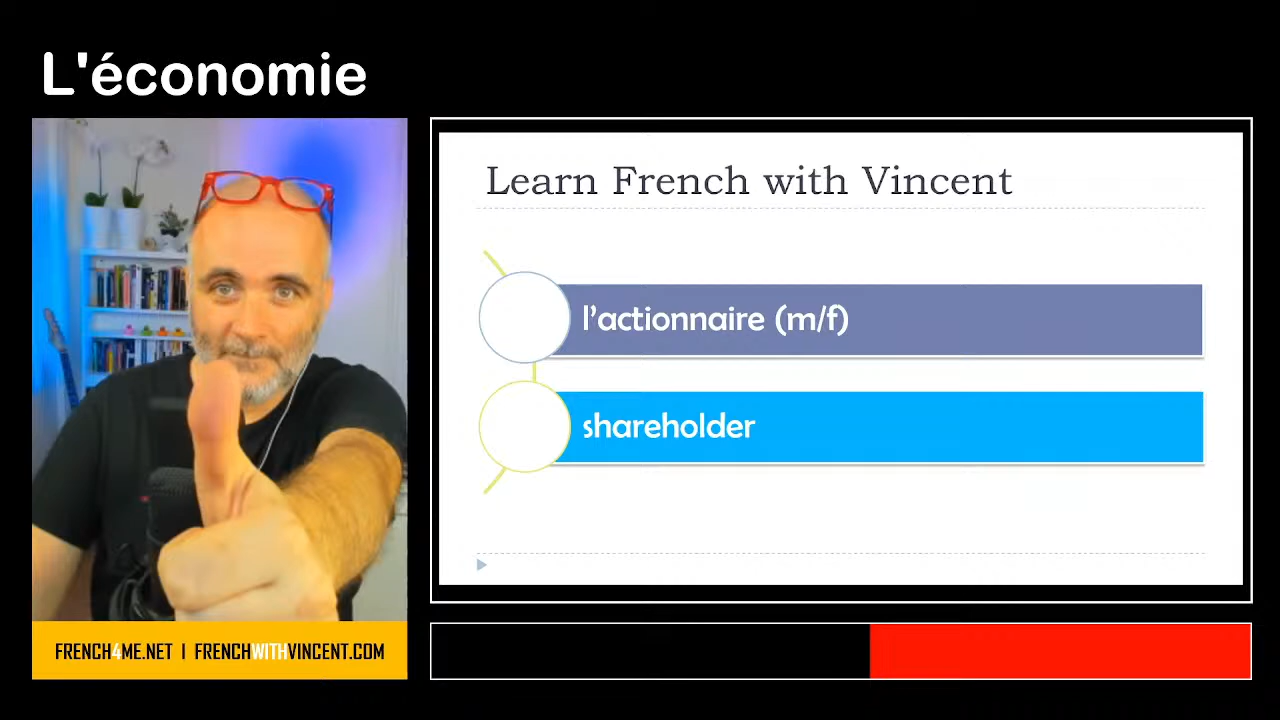 L'économie
Learn French with Vincent
l’actionnaire (m/f)
shareholder
FRENCH4ME.NET I FRENCHWITHVINCENT.COM